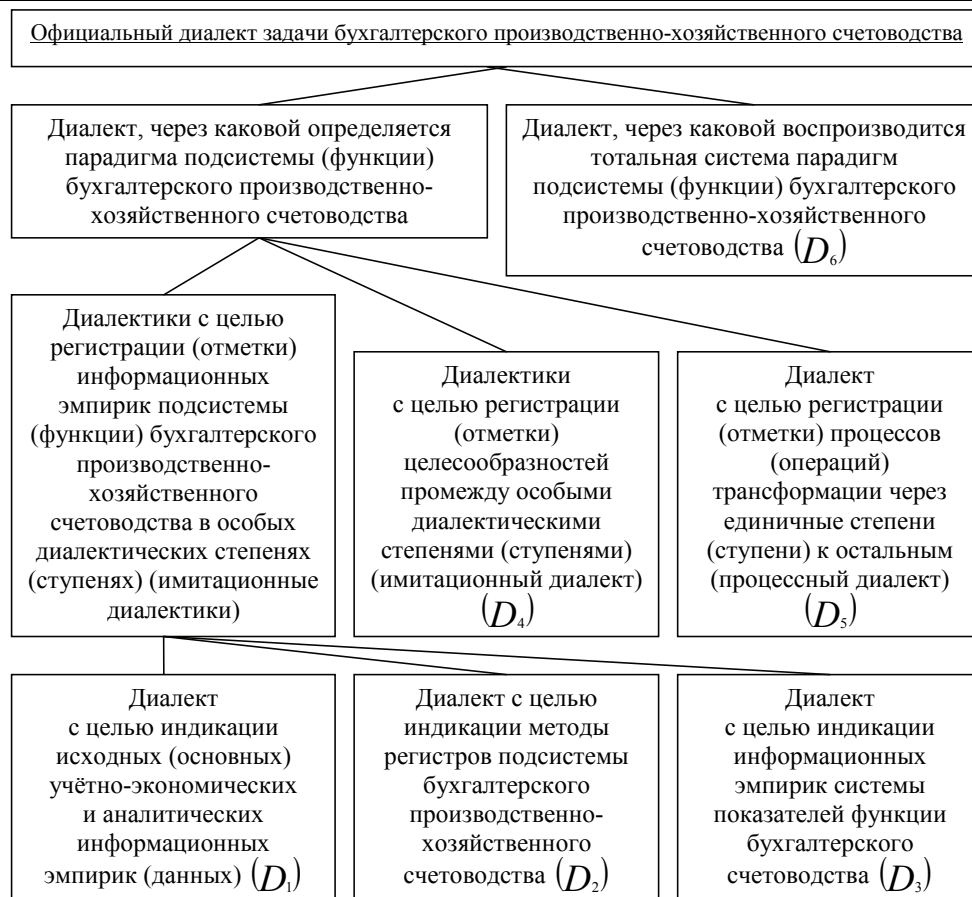 Официальный диалект задачи бухгалтерского производственно-хозяйственного счетоводства
Диалект, через каковой определяется
парадигма подсистемы (функции)
бухгалтерского производственно-
хозяйственного счетоводства
Диалект, через каковой воспроизводится
тотальная система парадигм
подсистемы (функции) бухгалтерского
производственно-хозяйственного
счетоводства (D₆)
Диалектики с целью
регистрации (отметки)
информационных
эмпирик подсистемы
(функции) бухгалтерского
производственно-
хозяйственного
счетоводства в особых
диалектических степенях
(ступенях) (имитационные
диалектики)
Диалектики
с целью регистрации
(отметки)
целесообразностей
промежду особыми
диалектическими
степенями (ступенями)
(имитационный диалект)
(D₄)
Диалект
с целью регистрации
(отметки) процессов
(операций)
трансформации через
единичные степени
(ступени) к остальным
(процессный диалект)
(D₅)
Диалект
с целью индикации
исходных (основных)
учётно-экономических
и аналитических
информационных
эмпирик (данных) (D₁)
Диалект с целью
индикации методы
регистров подсистемы
бухгалтерского
производственно-
хозяйственного
счетоводства (D₂)
Диалект
с целью индикации
информационных
эмпирик системы
показателей функции
бухгалтерского
счетоводства (D₃)